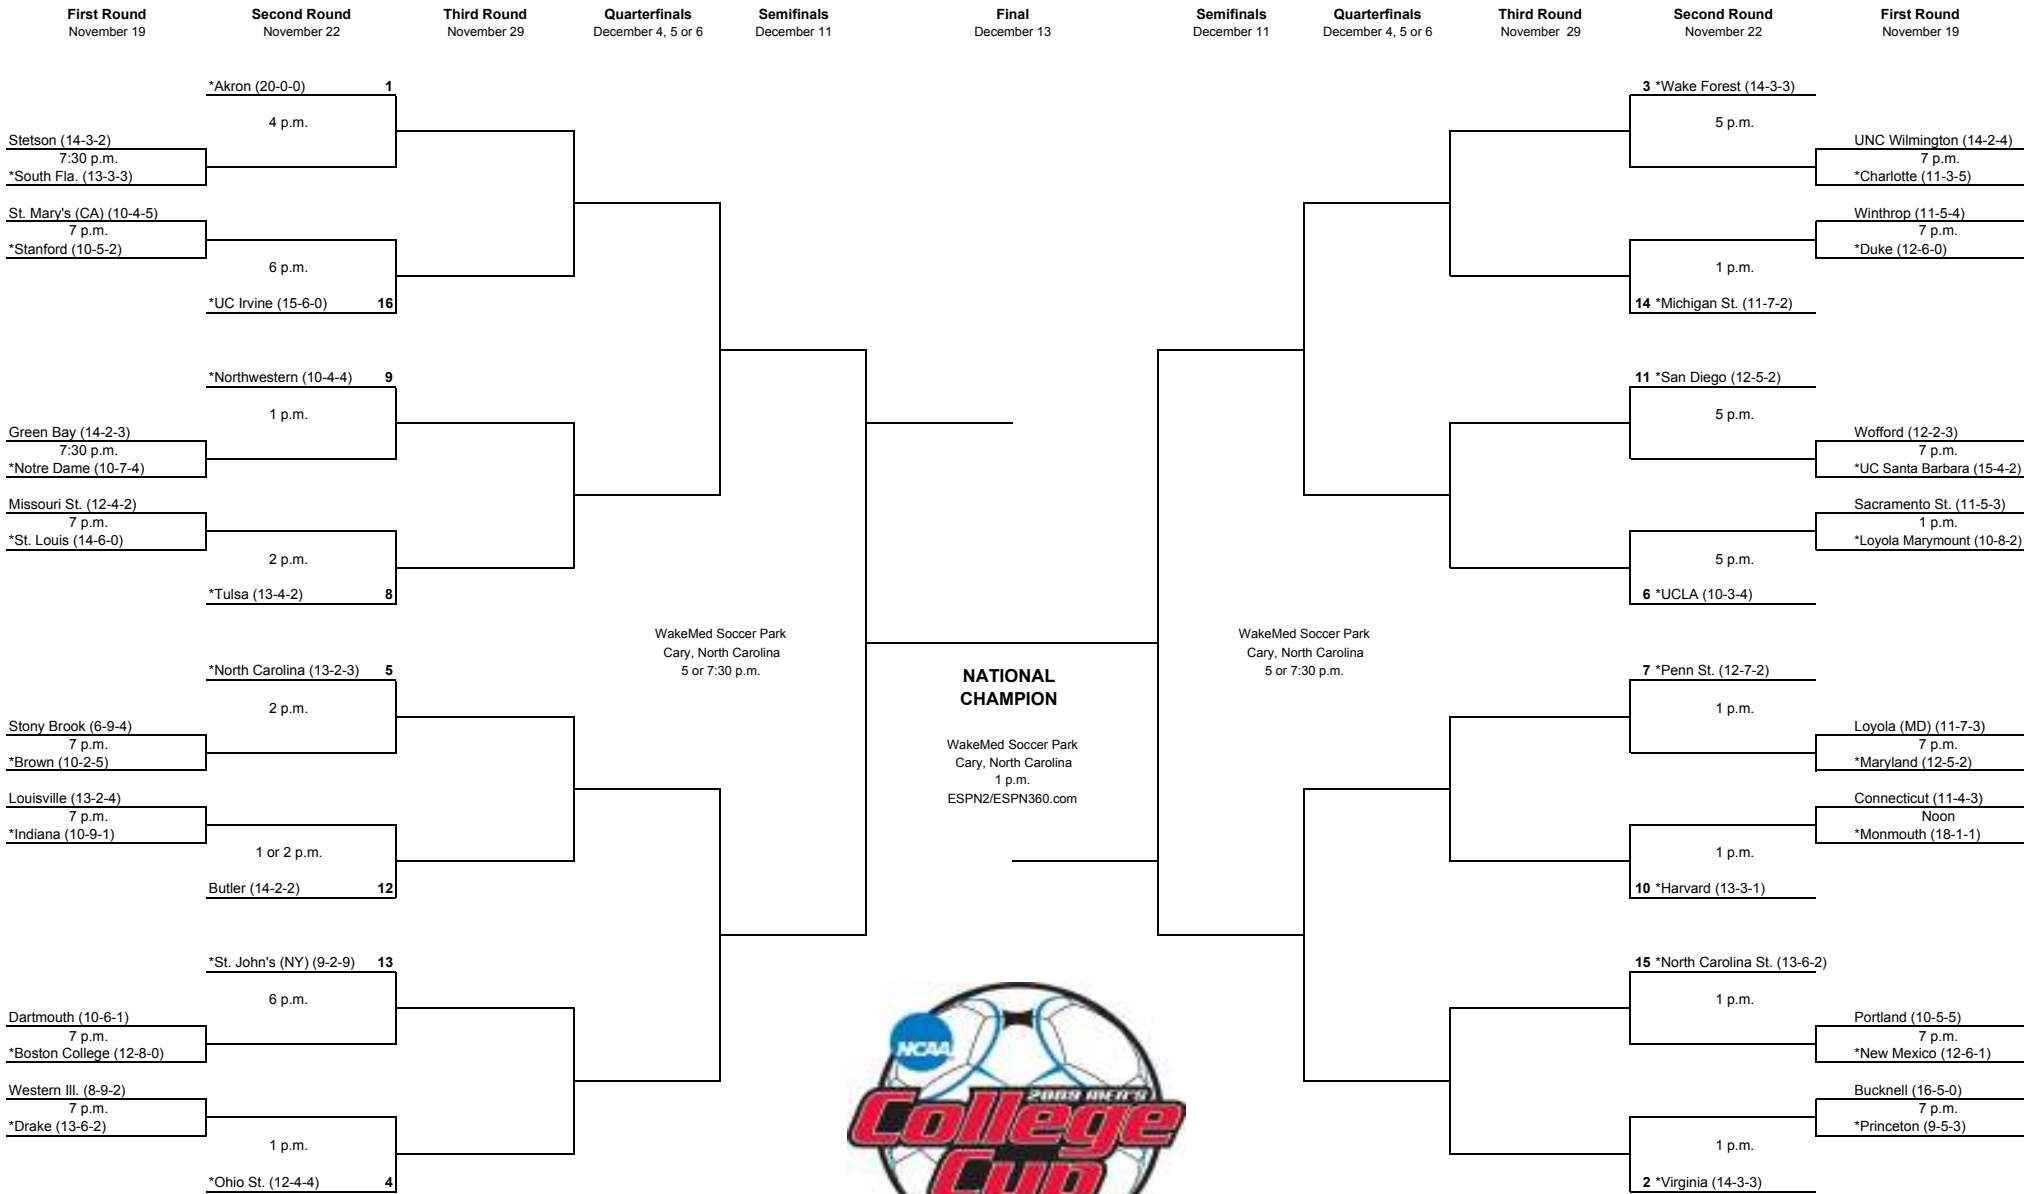 First Round Second Round Third Round Quarterfinals Semifinals Final Semifinals Quarterfinals Third Round Second Round First Round
November 19 November 22 November 29 December 4, 5 or 6 December 11 December 13 December 11 December 4, 5 or 6 November 29 November 22 November 19
*Akron (20-0-0) 1
4 p.m.
Stetson (14-3-2)
7:30 p.m.
*South Fla. (13-3-3)
St. Mary's (CA) (10-4-5)
7 p.m.
*Stanford (10-5-2)
6 p.m.
*UC Irvine (15-6-0) 16
*Northwestern (10-4-4) 9
1 p.m.
Green Bay (14-2-3)
7:30 p.m.
*Notre Dame (10-7-4)
Missouri St. (12-4-2)
7 p.m.
*St. Louis (14-6-0)
2 p.m.
*Tulsa (13-4-2) 8
*North Carolina (13-2-3) 5
2 p.m.
Stony Brook (6-9-4)
7 p.m.
*Brown (10-2-5)
Louisville (13-2-4)
7 p.m.
*Indiana (10-9-1)
1 or 2 p.m.
Butler (14-2-2) 12
*St. John's (NY) (9-2-9) 13
6 p.m.
Dartmouth (10-6-1)
7 p.m.
*Boston College (12-8-0)
Western Ill. (8-9-2)
7 p.m.
*Drake (13-6-2)
1 p.m.
*Ohio St. (12-4-4) 4
WakeMed Soccer Park
Cary, North Carolina
5 or 7:30 p.m.
NATIONAL
CHAMPION
WakeMed Soccer Park
Cary, North Carolina
1 p.m.
ESPN2/ESPN360.com
NCAA
2009 MEN'S
College
Cup
WakeMed Soccer Park
Cary, North Carolina
5 or 7:30 p.m.
3 *Wake Forest (14-3-3)
5 p.m.
UNC Wilmington (14-2-4)
7 p.m.
*Charlotte (11-3-5)
Winthrop (11-5-4)
7 p.m.
*Duke (12-6-0)
1 p.m.
14 *Michigan St. (11-7-2)
11 *San Diego (12-5-2)
5 p.m.
Wofford (12-2-3)
7 p.m.
*UC Santa Barbara (15-4-2)
Sacramento St. (11-5-3)
1 p.m.
*Loyola Marymount (10-8-2)
5 p.m.
6 *UCLA (10-3-4)
7 *Penn St. (12-7-2)
1 p.m.
Loyola (MD) (11-7-3)
7 p.m.
*Maryland (12-5-2)
Connecticut (11-4-3)
Noon
*Monmouth (18-1-1)
1 p.m.
10 *Harvard (13-3-1)
15 *North Carolina St. (13-6-2)
1 p.m.
Portland (10-5-5)
7 p.m.
*New Mexico (12-6-1)
Bucknell (16-5-0)
7 p.m.
*Princeton (9-5-3)
1 p.m.
2 *Virginia (14-3-3)